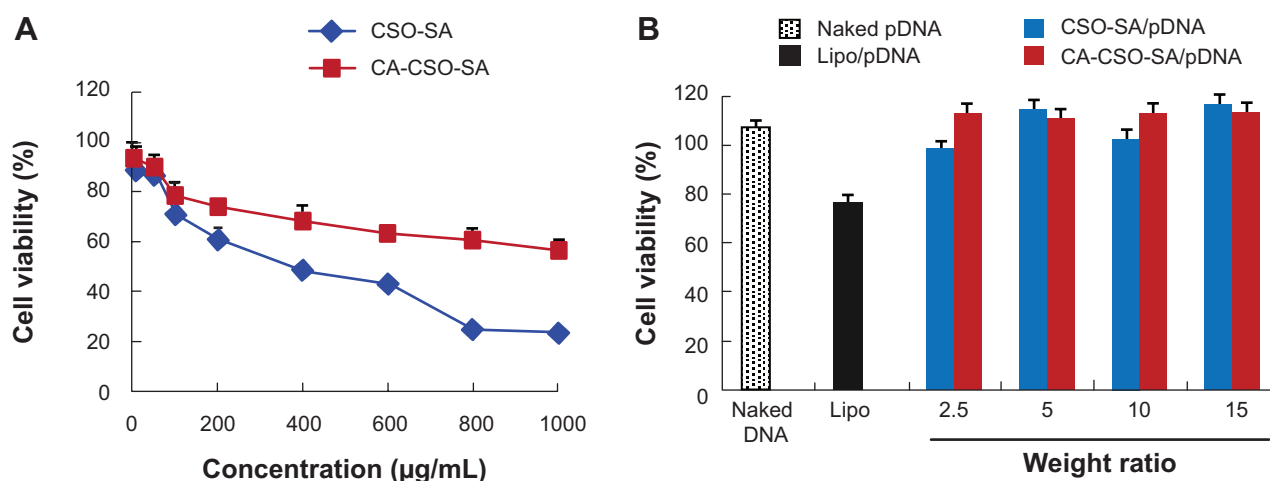 A
CSO-SA
CA-CSO-SA
120
100
80
60
40
20
0
Cell viability (%)
0 200 400 600 800 1000
Concentration (µg/mL)
B
Naked pDNA
Lipo/pDNA
CSO-SA/pDNA
CA-CSO-SA/pDNA
120
100
80
60
40
20
0
Cell viability (%)
Naked
DNA
Lipo
2.5 5 10 15
Weight ratio